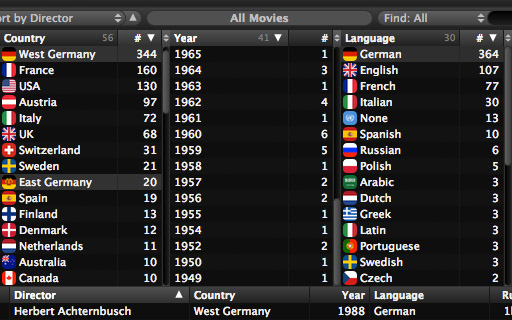 ort by Director All Movies Find: All
Country 56 # ▼ Year 41 ▼ # Language 30 # ▼
West Germany 344 1965 1 German 364
France 160 1964 3 English 107
USA 130 1963 1 French 77
Austria 97 1962 4 Italian 30
Italy 72 1961 1 None 13
UK 68 1960 6 Spanish 10
Switzerland 31 1959 5 Russian 6
Sweden 21 1958 1 Polish 5
East Germany 20 1957 2 Arabic 3
Spain 19 1956 2 Dutch 3
Finland 13 1955 1 Greek 3
Denmark 12 1954 1 Latin 3
Netherlands 11 1952 2 Portuguese 3
Australia 10 1950 1 Swedish 3
Canada 10 1949 1 Czech 2
Director ▲ Country Year Language Ru
Herbert Achternbusch West Germany 1988 German 1